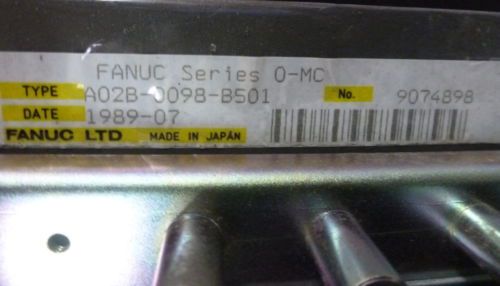 FANUC Series 0-MC
TYPE A02B-0098-B501 No. 9074898
DATE 1989-07
FANUC LTD MADE IN JAPAN